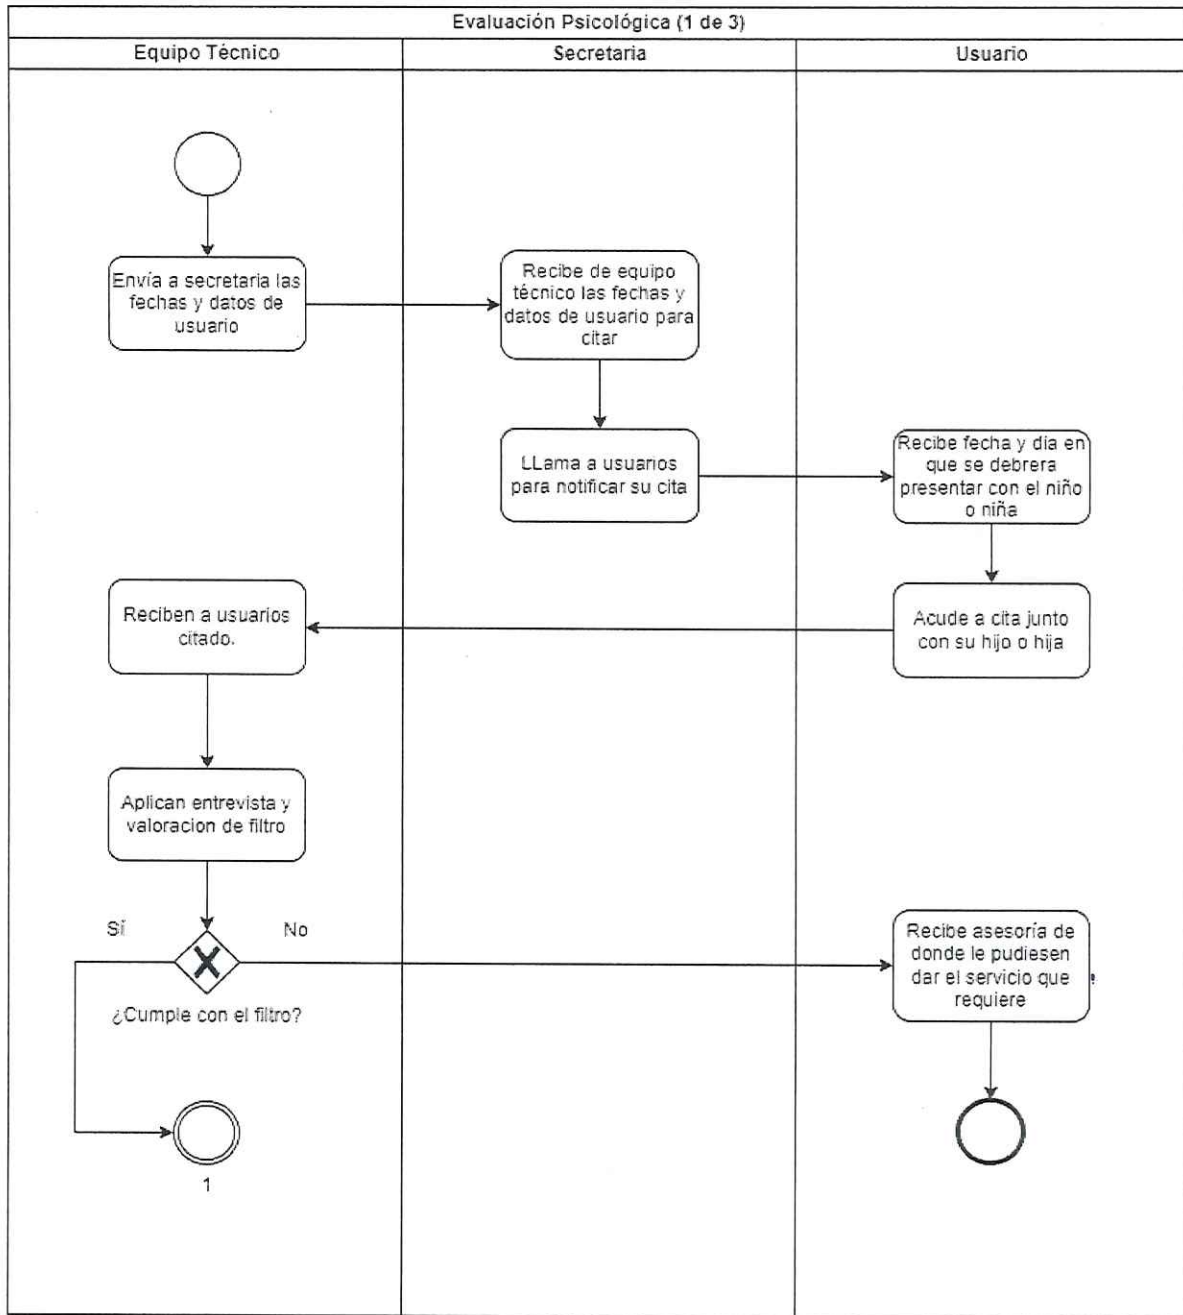 Evaluación Psicológica (1 de 3)
Equipo Técnico
Secretaria
Usuario
Envía a secretaria las
fechas y datos de
usuario
Recibe de equipo
técnico las fechas y
datos de usuario para
citar
LLama a usuarios
para notificar su cita
Recibe fecha y dia en
que se debrera
presentar con el niño
o niña
Acude a cita junto
con su hijo o hija
Reciben a usuarios
citado.
Aplican entrevista y
valoracion de filtro
Sí
No
¿Cumple con el filtro?
Recibe asesoría de
donde le pudiesen
dar el servicio que
requiere
1